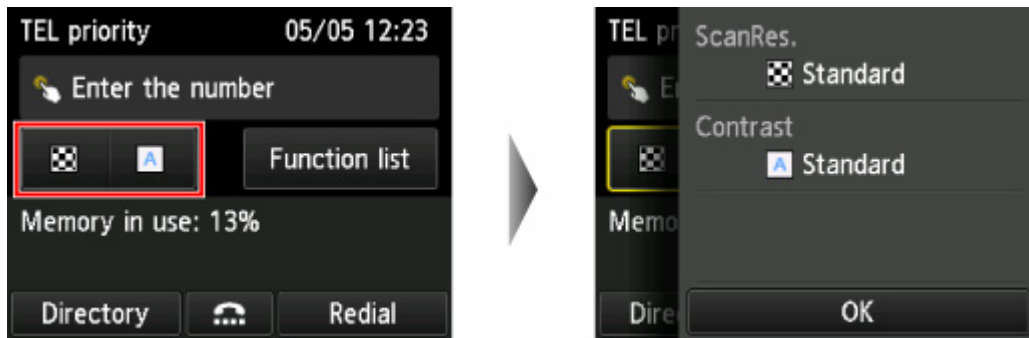 TEL priority 05/05 12:23
Enter the number
A Function list
Memory in use: 13%
Directory Redial
TEL pr
E
Memo
Dire
ScanRes.
Standard
Contrast
A Standard
OK